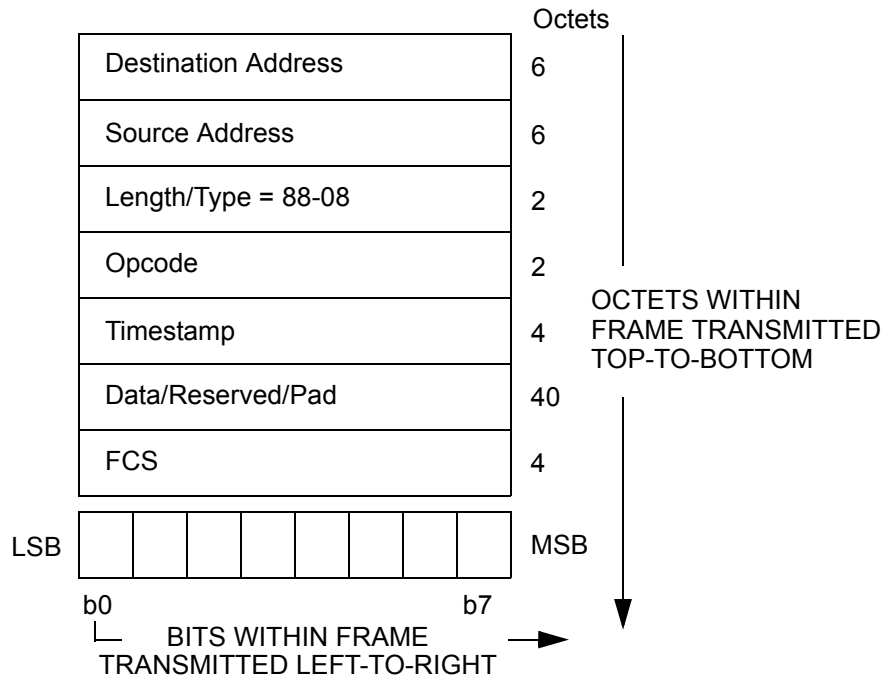 Octets
Destination Address 6
Source Address 6
Length/Type = 88-08 2
Opcode 2
Timestamp 4
Data/Reserved/Pad 40
FCS 4
OCTETS WITHIN
FRAME TRANSMITTED
TOP-TO-BOTTOM
LSB MSB
b0 b7
BITS WITHIN FRAME
TRANSMITTED LEFT-TO-RIGHT